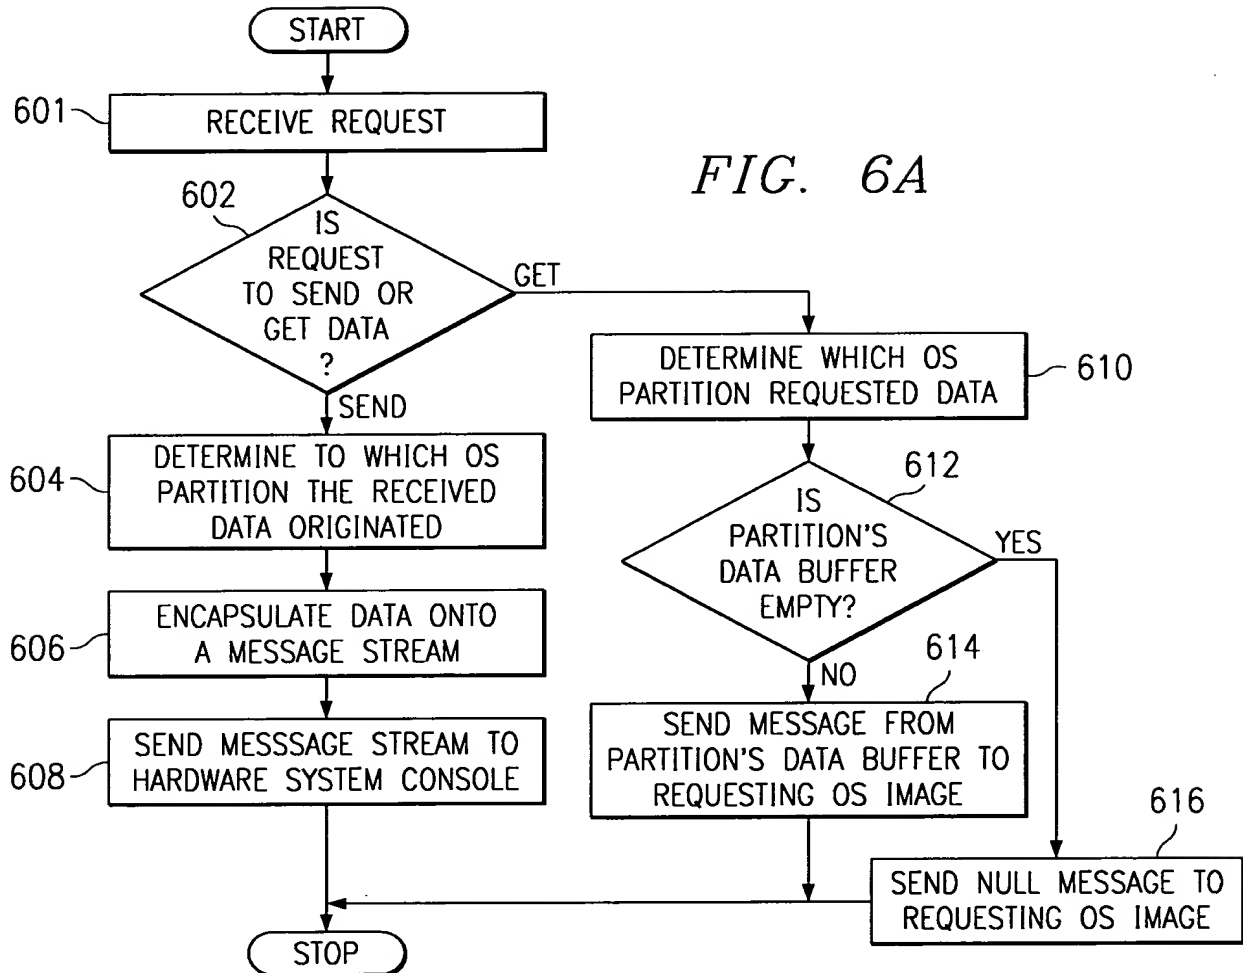 START
601
RECEIVE REQUEST
FIG. 6A
602
IS
REQUEST
TO SEND OR
GET DATA
?
GET
SEND
604
DETERMINE TO WHICH OS
PARTITION THE RECEIVED
DATA ORIGINATED
606
ENCAPSULATE DATA ONTO
A MESSAGE STREAM
608
SEND MESSSAGE STREAM TO
HARDWARE SYSTEM CONSOLE
DETERMINE WHICH OS
PARTITION REQUESTED DATA
610
612
IS
PARTITION'S
DATA BUFFER
EMPTY?
YES
NO
614
SEND MESSAGE FROM
PARTITION'S DATA BUFFER TO
REQUESTING OS IMAGE
616
SEND NULL MESSAGE TO
REQUESTING OS IMAGE
STOP